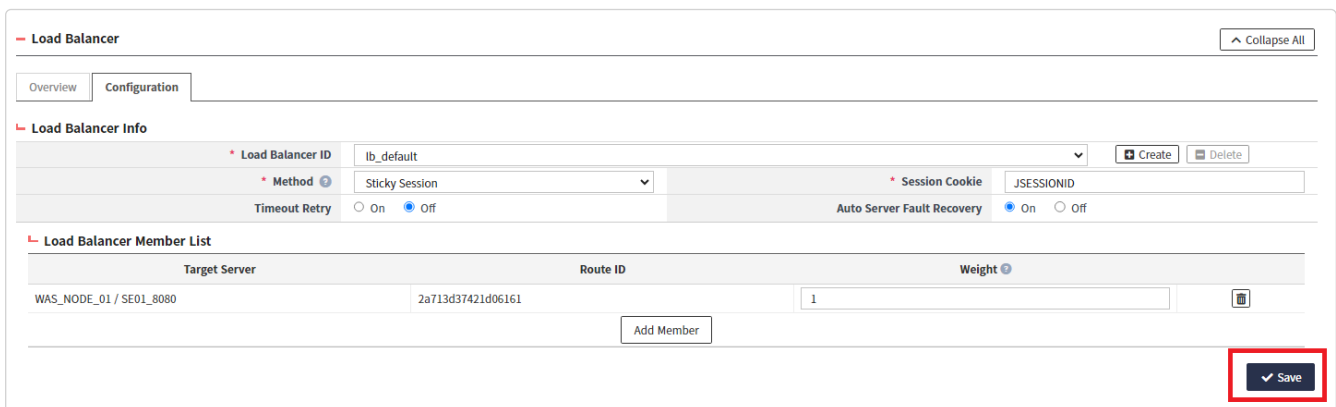 Load Balancer
Collapse All
Overview Configuration
Load Balancer Info
* Load Balancer ID lb_default Create Delete
* Method ? Sticky Session * Session Cookie JSESSIONID
Timeout Retry On Off Auto Server Fault Recovery On Off
Load Balancer Member List
Target Server Route ID Weight ?
WAS_NODE_01 / SE01_8080 2a713d37421d06161 1
Add Member
Save